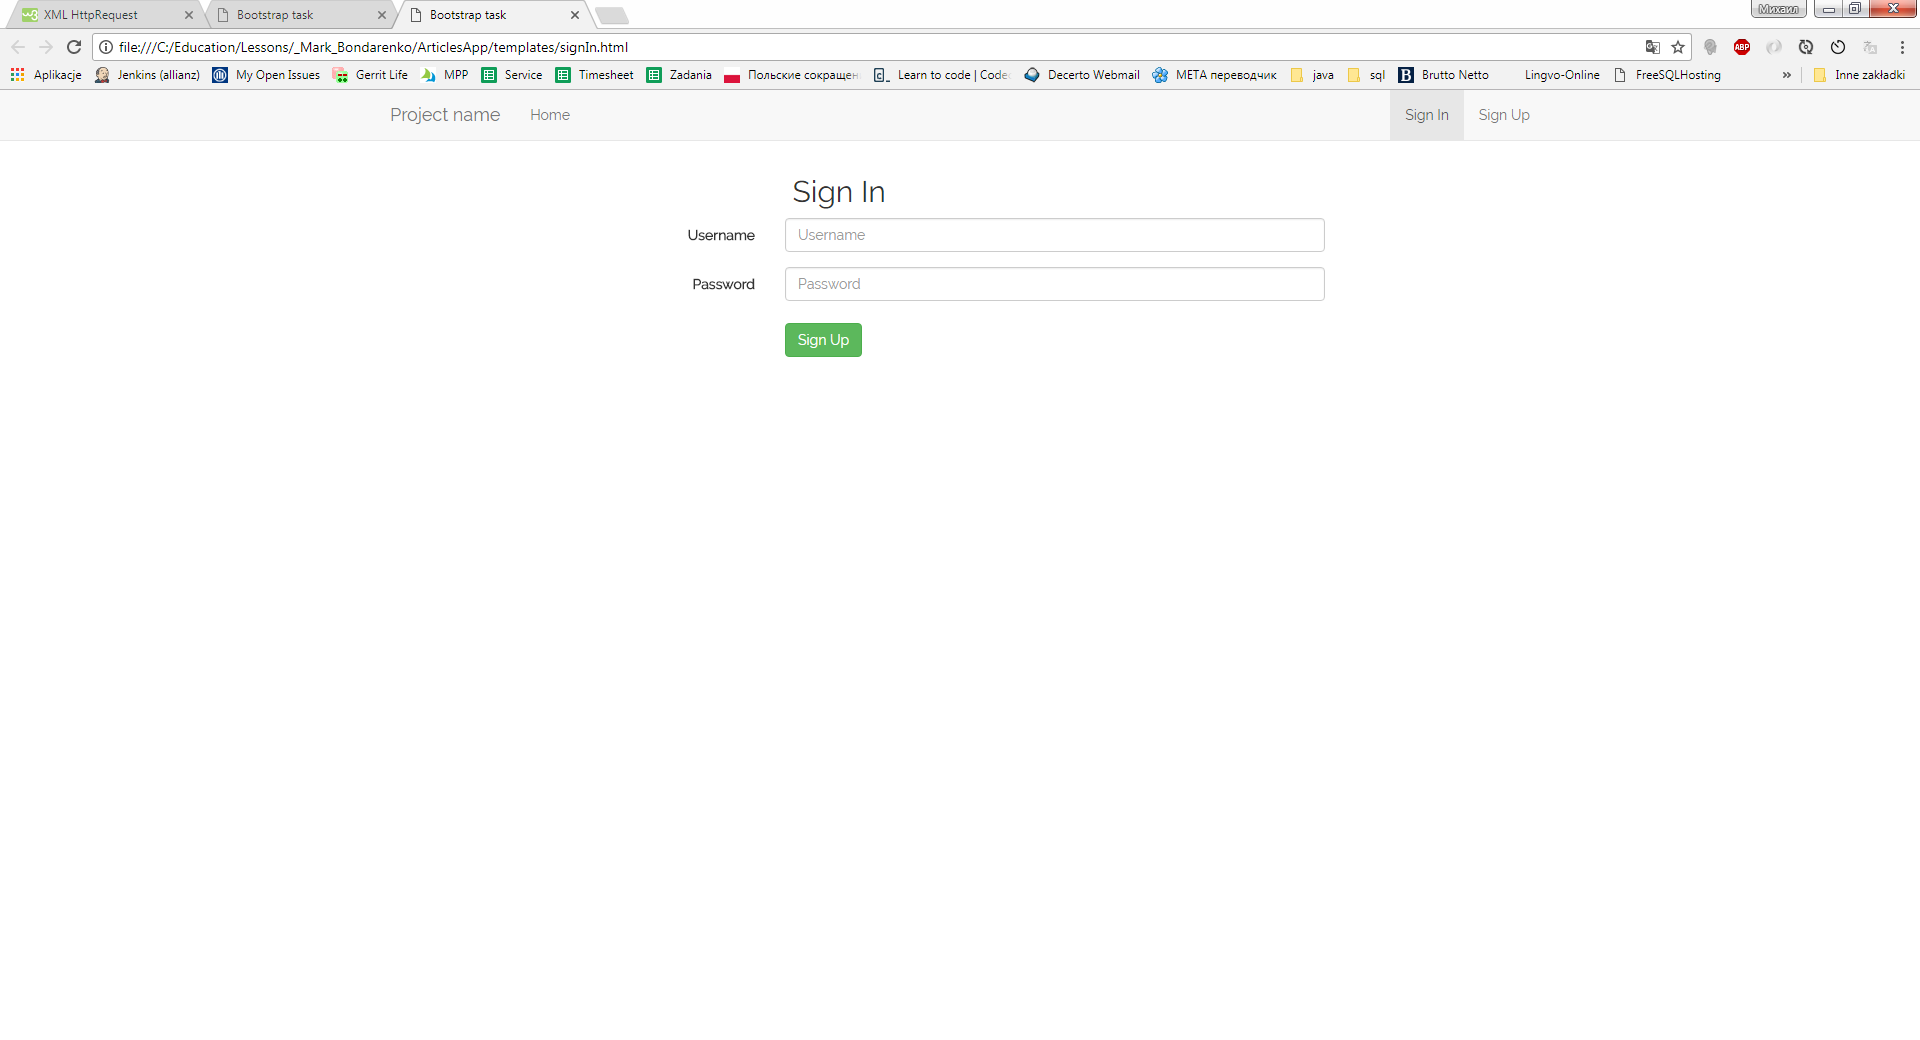 XML HttpRequest
Bootstrap task
Bootstrap task
Михаил
file:///C:/Education/Lessons/_Mark_Bondarenko/ArticlesApp/templates/signIn.html
ABP
Aplikacje Jenkins (allianz) My Open Issues Gerrit Life MPP Service Timesheet Zadania Польские сокращен Learn to code | Codec Decerto Webmail META переводчик java sql B Brutto Netto Lingvo-Online FreeSQLHosting » Inne zakładki
Project name Home Sign In Sign Up
Sign In
Username Username
Password Password
Sign Up